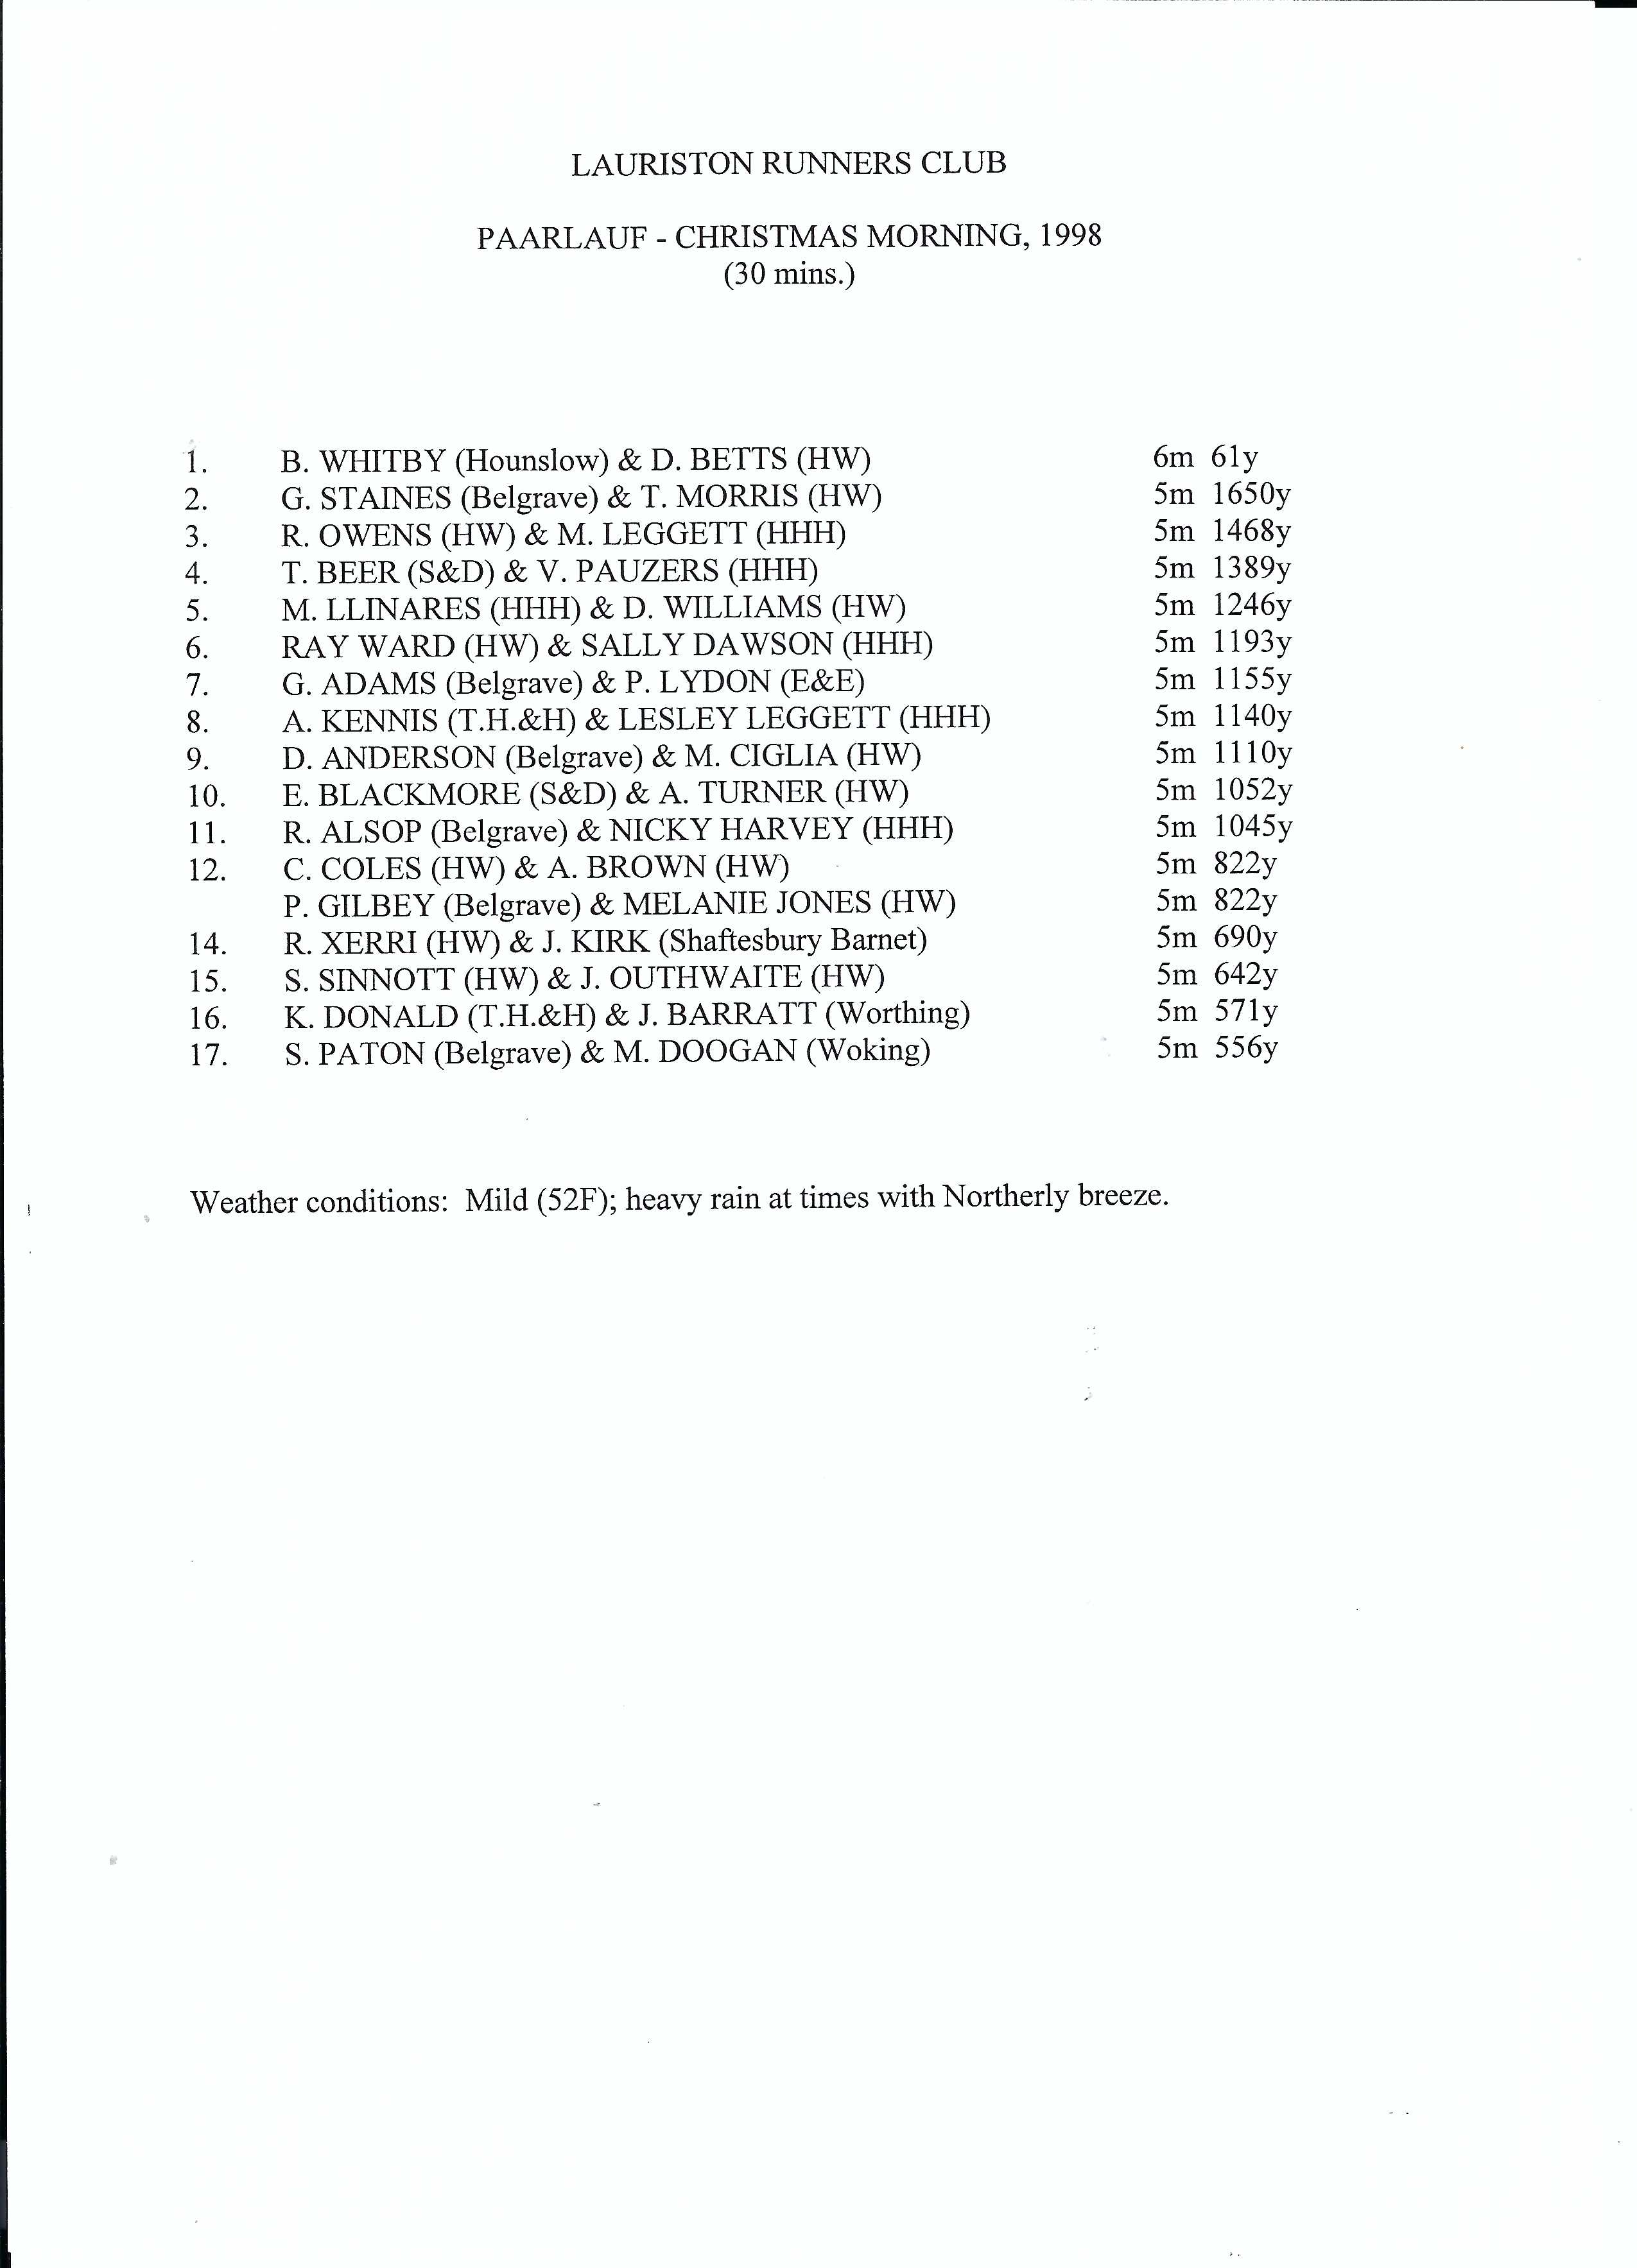 LAURISTON RUNNERS CLUB
PAARLAUF - CHRISTMAS MORNING, 1998
(30 mins.)
1. B. WHITBY (Hounslow) & D. BETTS (HW) 6m 61y
2. G. STAINES (Belgrave) & T. MORRIS (HW) 5m 1650y
3. R. OWENS (HW) & M. LEGGETT (HHH) 5m 1468y
4. T. BEER (S&D) & V. PAUZERS (HHH) 5m 1389y
5. M. LLINARES (HHH) & D. WILLIAMS (HW) 5m 1246y
6. RAY WARD (HW) & SALLY DAWSON (HHH) 5m 1193y
7. G. ADAMS (Belgrave) & P. LYDON (E&E) 5m 1155y
8. A. KENNIS (T.H.&H) & LESLEY LEGGETT (HHH) 5m 1140y
9. D. ANDERSON (Belgrave) & M. CIGLIA (HW) 5m 1110y
10. E. BLACKMORE (S&D) & A. TURNER (HW) 5m 1052y
11. R. ALSOP (Belgrave) & NICKY HARVEY (HHH) 5m 1045y
12. C. COLES (HW) & A. BROWN (HW) 5m 822y
P. GILBEY (Belgrave) & MELANIE JONES (HW) 5m 822y
14. R. XERRI (HW) & J. KIRK (Shaftesbury Barnet) 5m 690y
15. S. SINNOTT (HW) & J. OUTHWAITE (HW) 5m 642y
16. K. DONALD (T.H.&H) & J. BARRATT (Worthing) 5m 571y
17. S. PATON (Belgrave) & M. DOOGAN (Woking) 5m 556y
Weather conditions: Mild (52F); heavy rain at times with Northerly breeze.